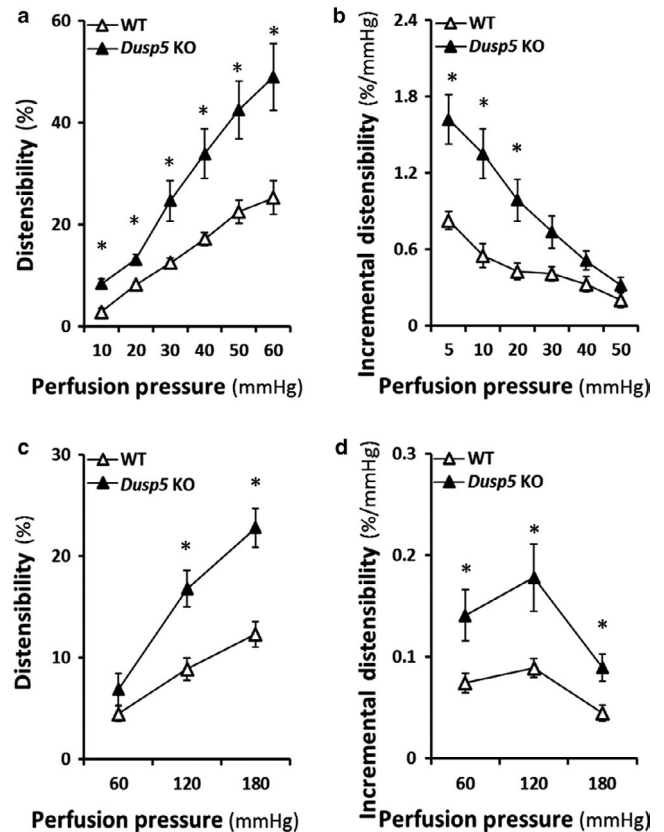 a
WT
Dusp5 KO
Distensibility (%)
60
40
20
0
* * * * * *
10 20 30 40 50 60
Perfusion pressure (mmHg)
b
WT
Dusp5 KO
Incremental distensibility (%/mmHg)
2.4
1.8
1.2
0.6
0
* * *
5 10 20 30 40 50
Perfusion pressure (mmHg)
c
WT
Dusp5 KO
Distensibility (%)
30
20
10
0
* *
60 120 180
Perfusion pressure (mmHg)
d
WT
Dusp5 KO
Incremental distensibility (%/mmHg)
0.3
0.2
0.1
0
* * *
60 120 180
Perfusion pressure (mmHg)